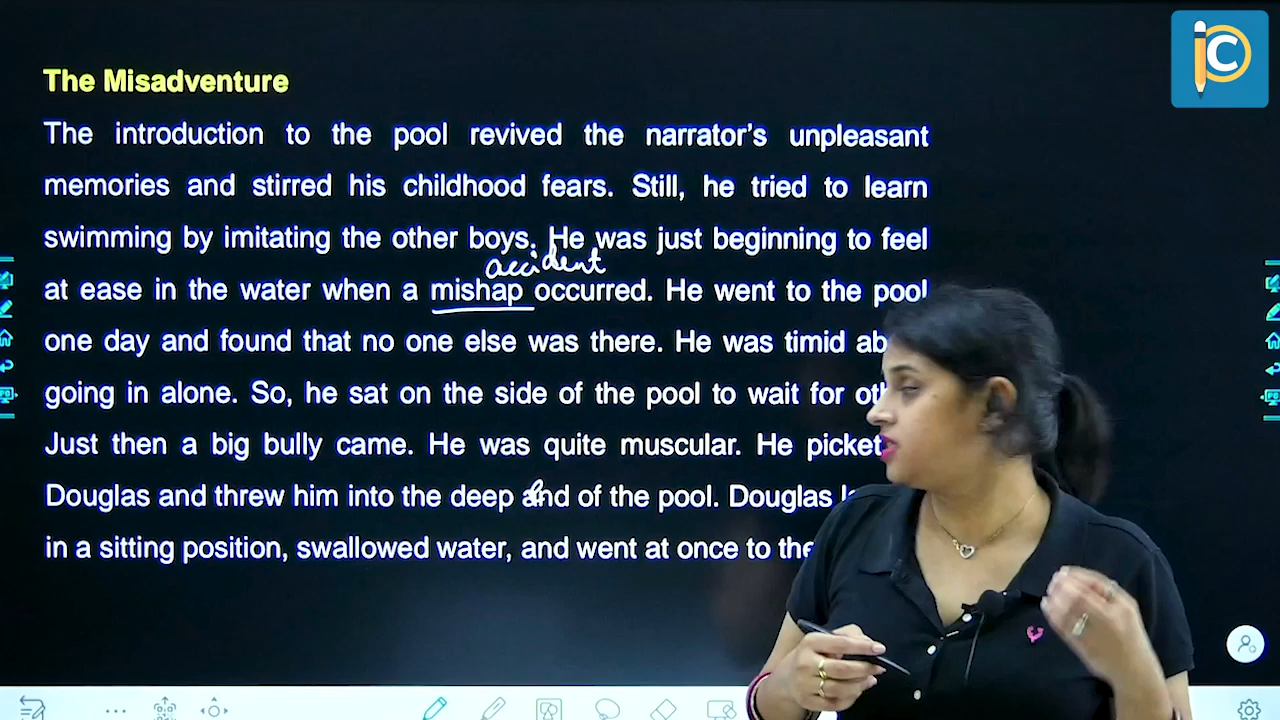 The Misadventure
The introduction to the pool revived the narrator's unpleasant
memories and stirred his childhood fears. Still, he tried to learn
swimming by imitating the other boys. He was just beginning to feel
accident
at ease in the water when a mishap occurred. He went to the pool
one day and found that no one else was there. He was timid
going in alone. So, he sat on the side of the pool to wait for
Just then a big bully came. He was quite muscular. He
Douglas and threw him into the deep end of the pool. Douglas
in a sitting position, swallowed water, and went at once to the